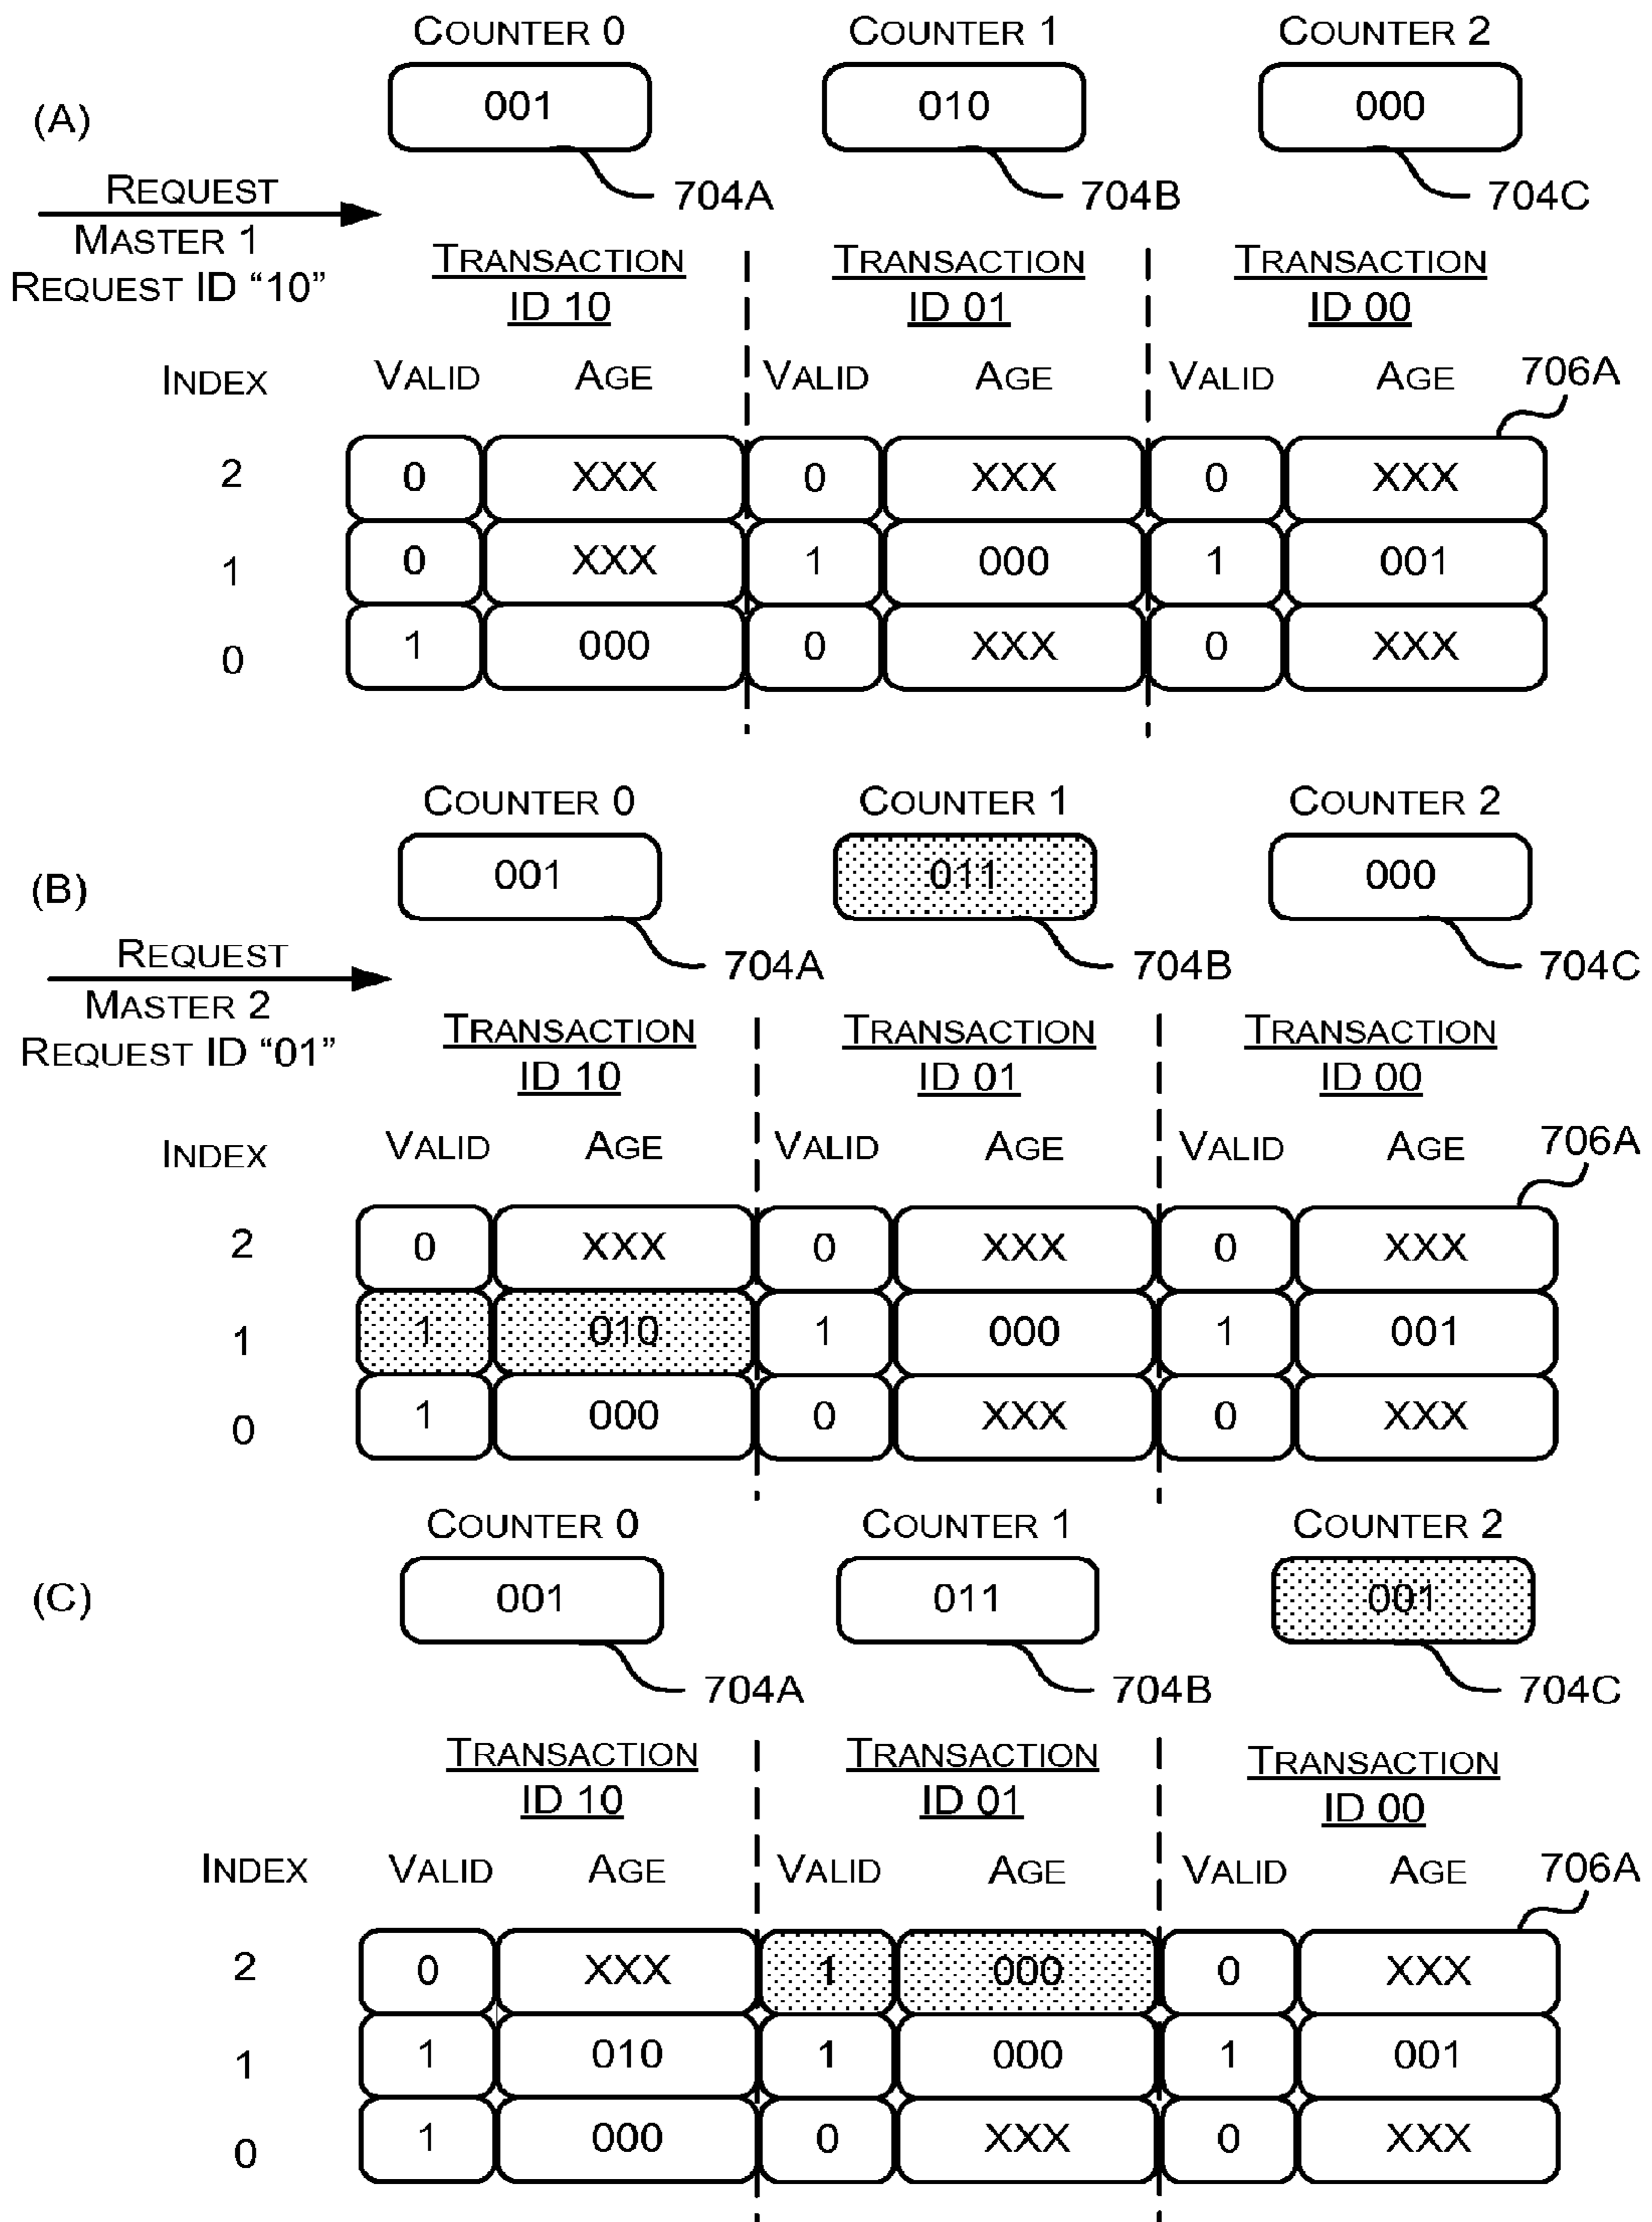 COUNTER 0 COUNTER 1 COUNTER 2
(A) 001 010 000
REQUEST 704A 704B 704C
MASTER 1
REQUEST ID “10”
TRANSACTION TRANSACTION TRANSACTION
ID 10 ID 01 ID 00
INDEX VALID AGE VALID AGE VALID AGE 706A
2 0 XXX 0 XXX 0 XXX
1 0 XXX 1 000 1 001
0 1 000 0 XXX 0 XXX
COUNTER 0 COUNTER 1 COUNTER 2
(B) 001 011 000
REQUEST 704A 704B 704C
MASTER 2
REQUEST ID “01”
TRANSACTION TRANSACTION TRANSACTION
ID 10 ID 01 ID 00
INDEX VALID AGE VALID AGE VALID AGE 706A
2 0 XXX 0 XXX 0 XXX
1 1 010 1 000 1 001
0 1 000 0 XXX 0 XXX
COUNTER 0 COUNTER 1 COUNTER 2
(C) 001 011 001
704A 704B 704C
TRANSACTION TRANSACTION TRANSACTION
ID 10 ID 01 ID 00
INDEX VALID AGE VALID AGE VALID AGE 706A
2 0 XXX 1 000 0 XXX
1 1 010 1 000 1 001
0 1 000 0 XXX 0 XXX